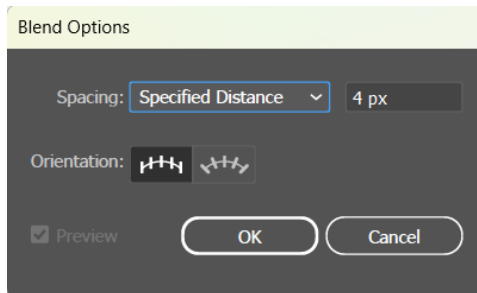 Blend Options
Spacing: Specified Distance 4 px
Orientation:
Preview OK Cancel